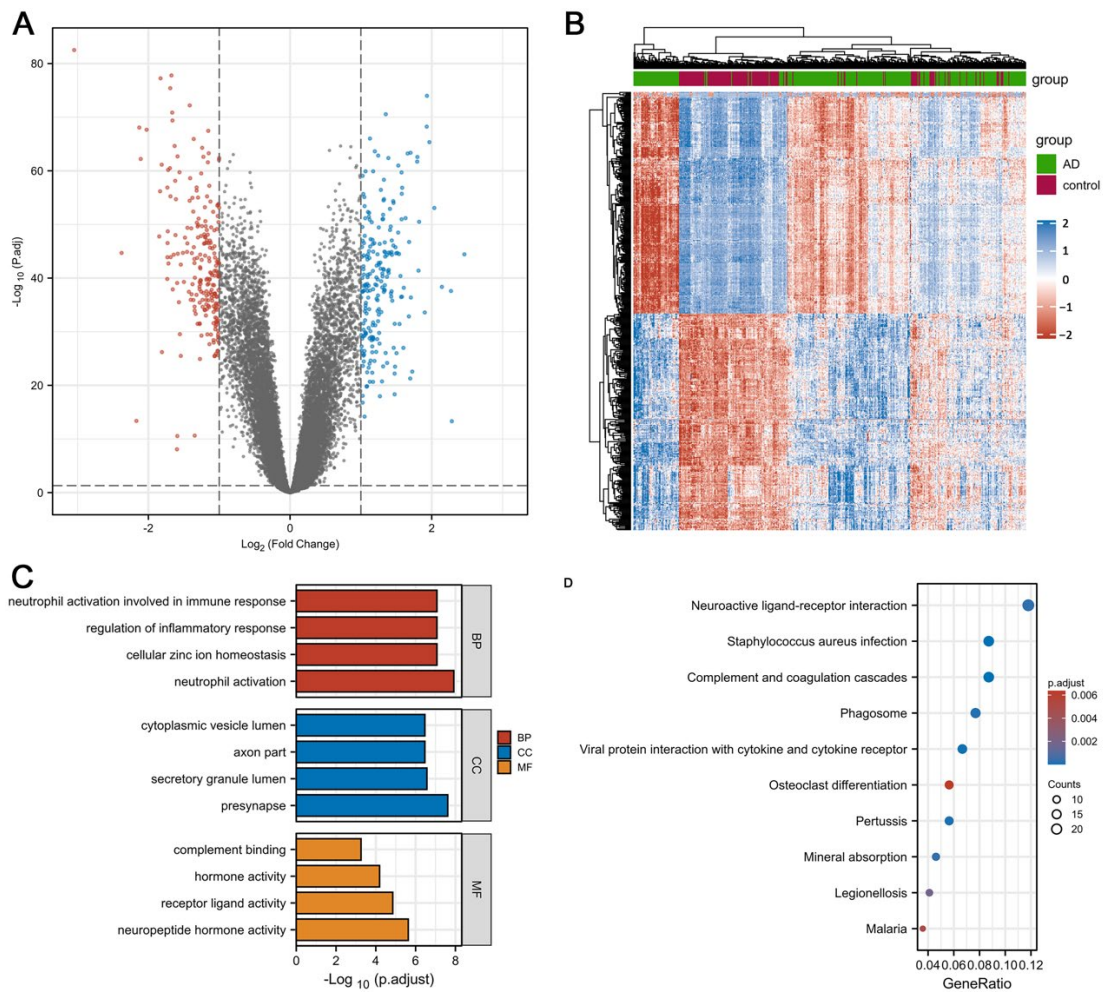 A
80
60
40
20
0
-Log 10 (P.adj)
-2
0
2
Log2 (Fold Change)
B
group
group
AD
control
2
1
0
−1
−2
C
neutrophil activation involved in immune response
regulation of inflammatory response
cellular zinc ion homeostasis
neutrophil activation
BP
cytoplasmic vesicle lumen
axon part
secretory granule lumen
presynapse
CC
complement binding
hormone activity
receptor ligand activity
neuropeptide hormone activity
MF
0
2
4
6
8
-Log 10 (p.adjust)
BP
CC
MF
D
Neuroactive ligand-receptor interaction
Staphylococcus aureus infection
Complement and coagulation cascades
Phagosome
Viral protein interaction with cytokine and cytokine receptor
Osteoclast differentiation
Pertussis
Mineral absorption
Legionellosis
Malaria
0.04 0.06 0.08 0.10 0.12
GeneRatio
p.adjust
0.006
0.004
0.002
Counts
10
15
20